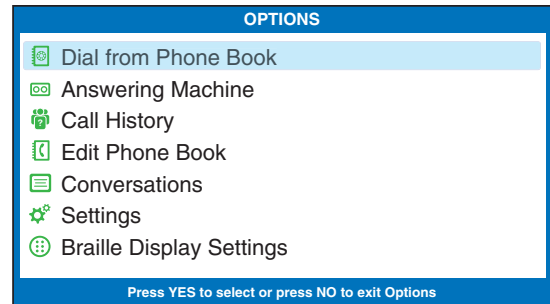 OPTIONS
Dial from Phone Book
Answering Machine
Call History
Edit Phone Book
Conversations
Settings
Braille Display Settings
Press YES to select or press NO to exit Options